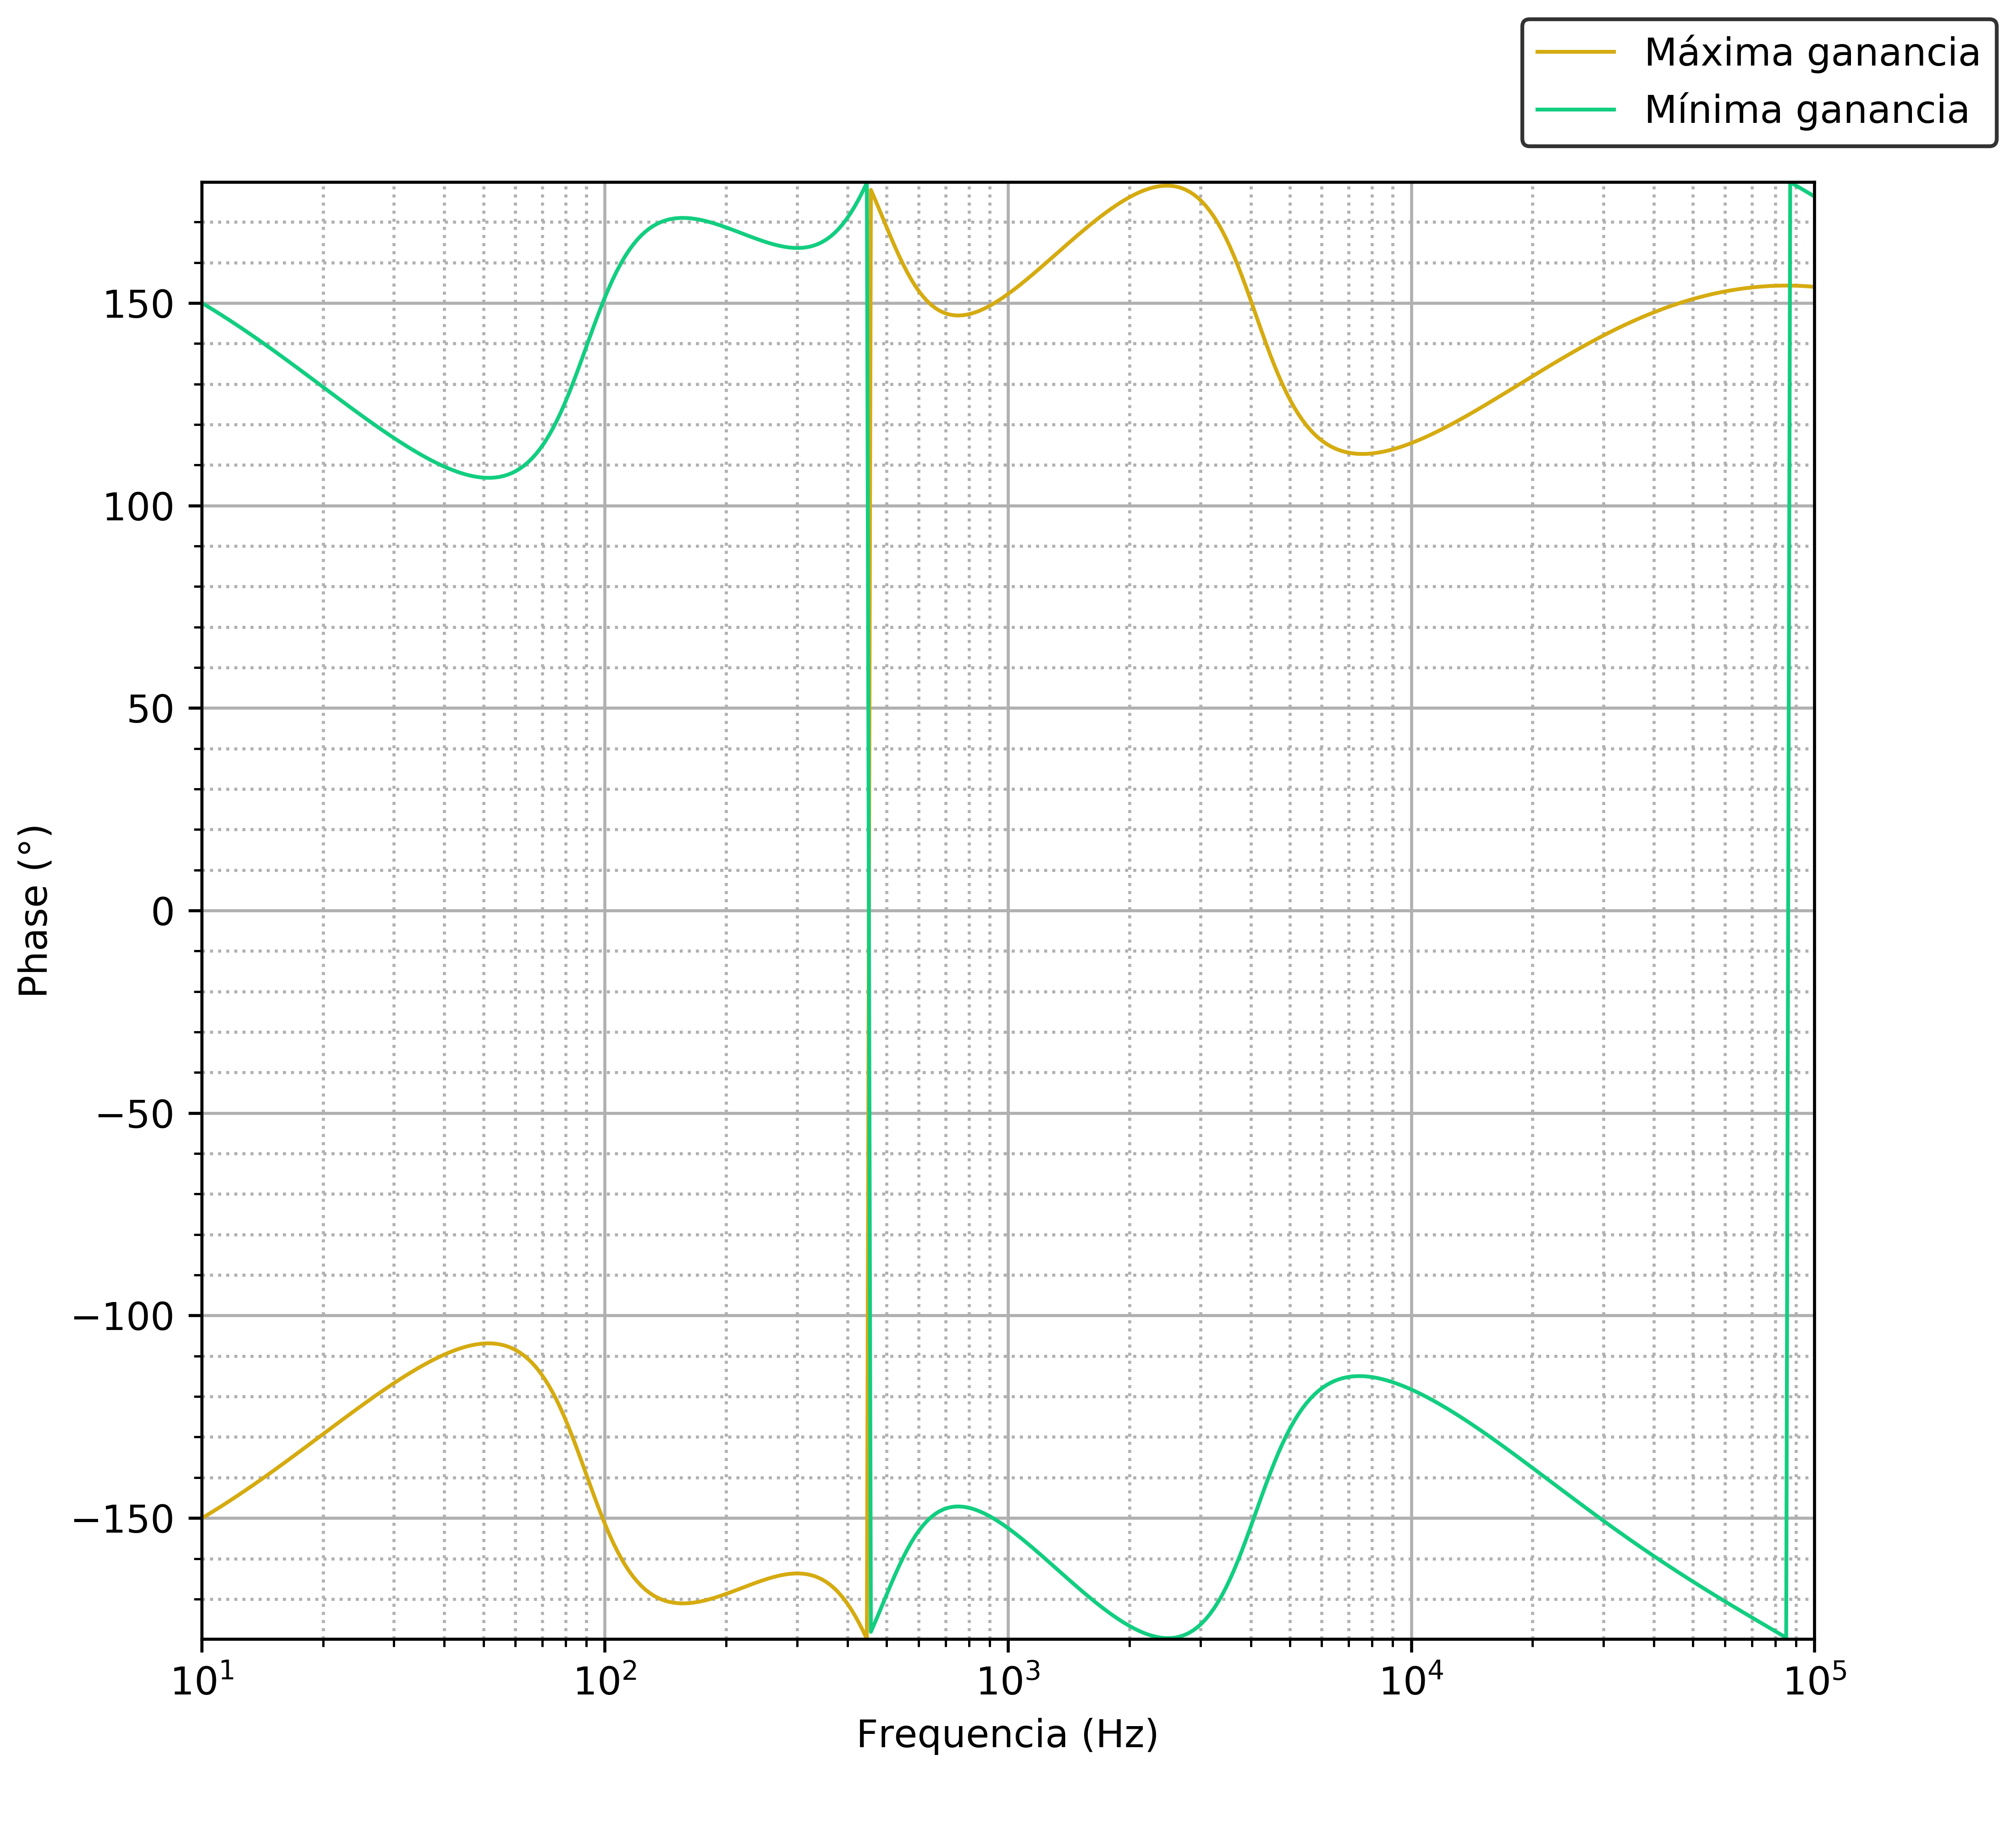 Máxima ganancia
Mínima ganancia
150
100
50
0
−50
−100
−150
Phase (°)
10¹ 10² 10³ 10⁴ 10⁵
Frequencia (Hz)